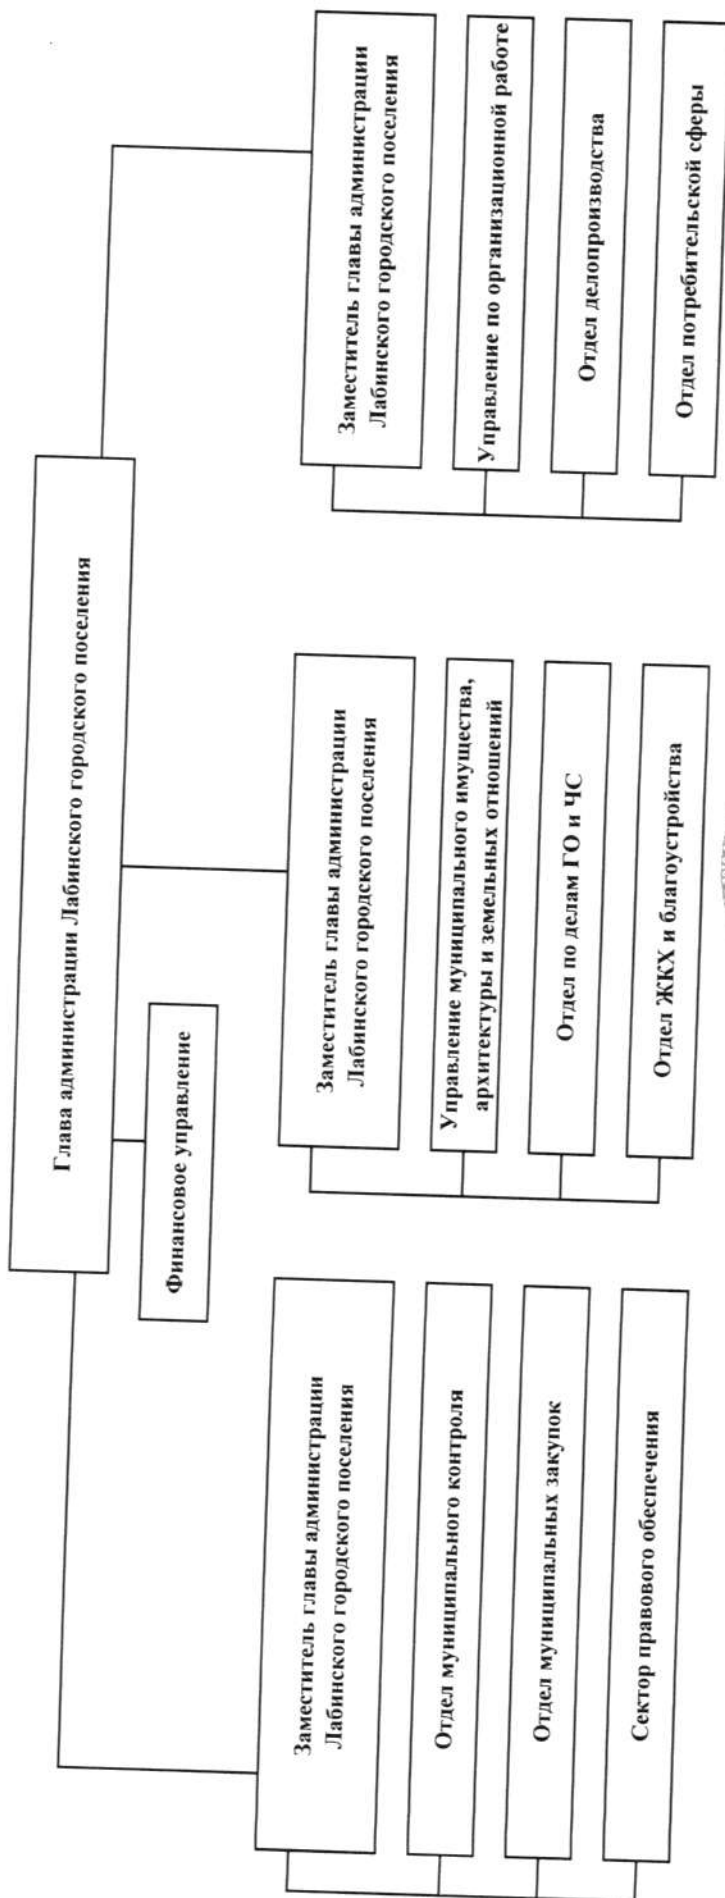 Глава администрации Лабинского городского поселения
Финансовое управление
Заместитель главы администрации
Лабинского городского поселения
Отдел муниципального контроля
Отдел муниципальных закупок
Сектор правового обеспечения
Заместитель главы администрации
Лабинского городского поселения
Управление муниципального имущества,
архитектуры и земельных отношений
Отдел по делам ГО и ЧС
Отдел ЖКХ и благоустройства
Заместитель главы администрации
Лабинского городского поселения
Управление по организационной работе
Отдел делопроизводства
Отдел потребительской сферы